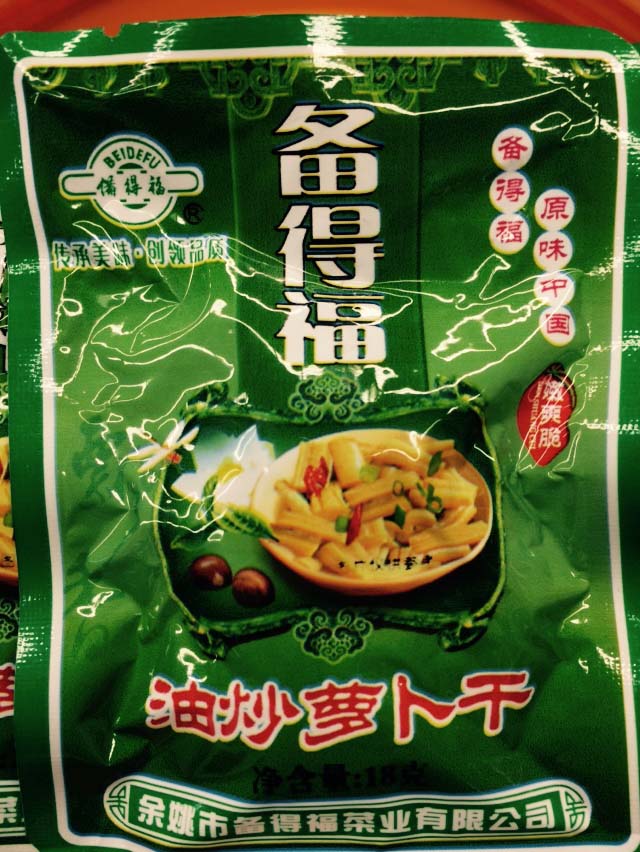 BEIDEFU
備得福
®
传承美味·创领品质
备得福
备得福
原味中国
嫩爽脆
油炒萝卜干
净含量:18克
余姚市备得福菜业有限公司